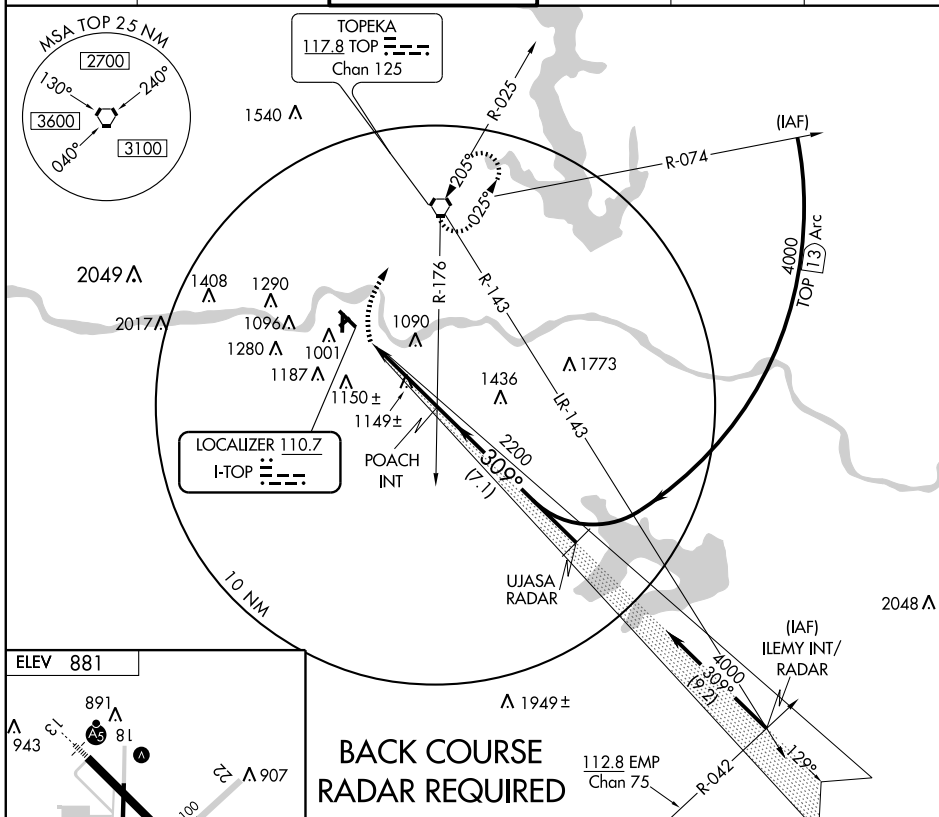 MSA TOP 25 NM
2700
130°
240°
3600
040°
3100
TOPEKA
117.8 TOP
Chan 125
1540
R-025
(IAF)
R-074
205°
025°
4000
TOP 13 Arc
R-176
R-143
2049
1408
1290
2017
1096
1280
1001
1090
1187
1150 ±
1149±
1436
1773
LR-143
LOCALIZER 110.7
I-TOP
POACH
INT
2200
309°
(7.1)
UJASA
RADAR
10 NM
2048
(IAF)
ILEMY INT/
RADAR
4000
309°
(9.2)
129°
1949±
112.8 EMP
Chan 75
R-042
BACK COURSE
RADAR REQUIRED
ELEV 881
943
13
891
A5
18
V
22
907
100